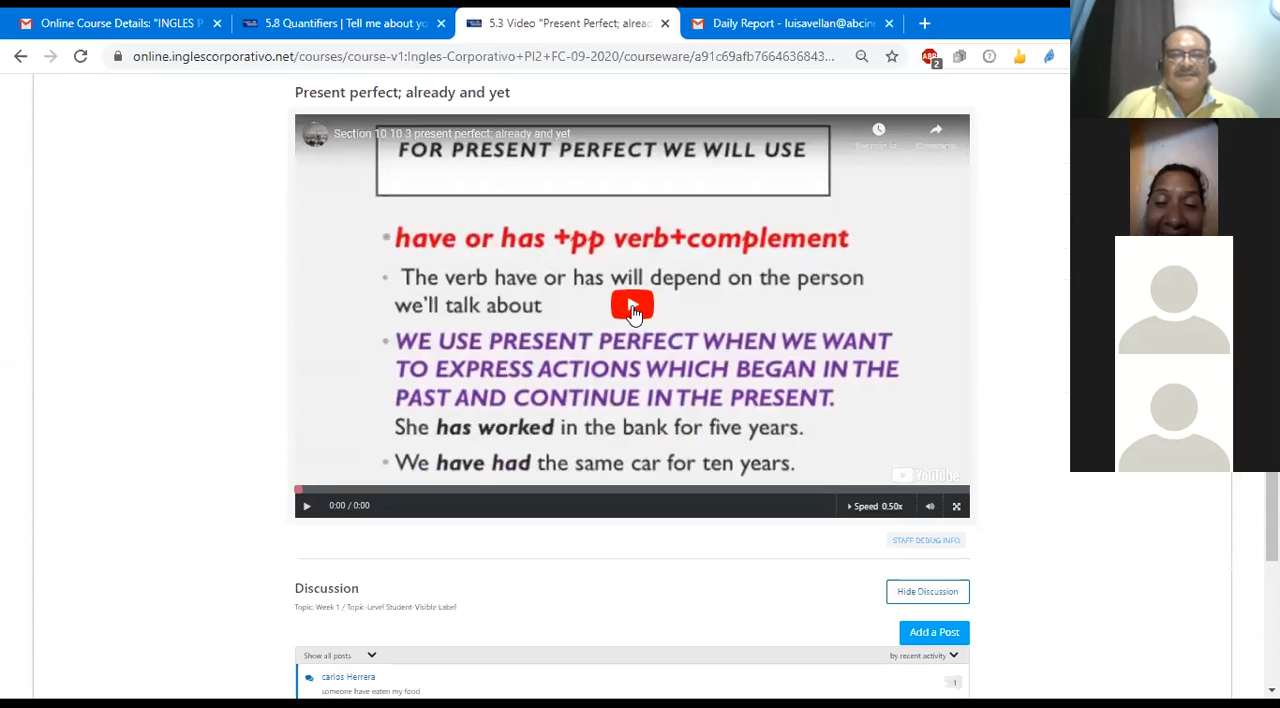 Online Course Details: "INGLES P
5.8 Quantifiers | Tell me about yo
5.3 Video "Present Perfect; alread
Daily Report - luisavellan@abcing
online.inglescorporativo.net/courses/course-v1:Ingles-Corporativo+PI2+FC-09-2020/courseware/a91c69afb7664636843...
ABP
2
Present perfect; already and yet
Section 10 10 3 present perfect; already and yet
FOR PRESENT PERFECT WE WILL USE
have or has +pp verb+complement
The verb have or has will depend on the person
we'll talk about
WE USE PRESENT PERFECT WHEN WE WANT
TO EXPRESS ACTIONS WHICH BEGAN IN THE
PAST AND CONTINUE IN THE PRESENT.
She has worked in the bank for five years.
We have had the same car for ten years.
YouTube
0:00 / 0:00
Speed 0.50x
STAFF DEBUG INFO
Discussion
Hide Discussion
Topic: Week 1 / Topic-Level Student-Visible Label
Add a Post
Show all posts
by recent activity
carlos Herrera
someone have eaten my food
1